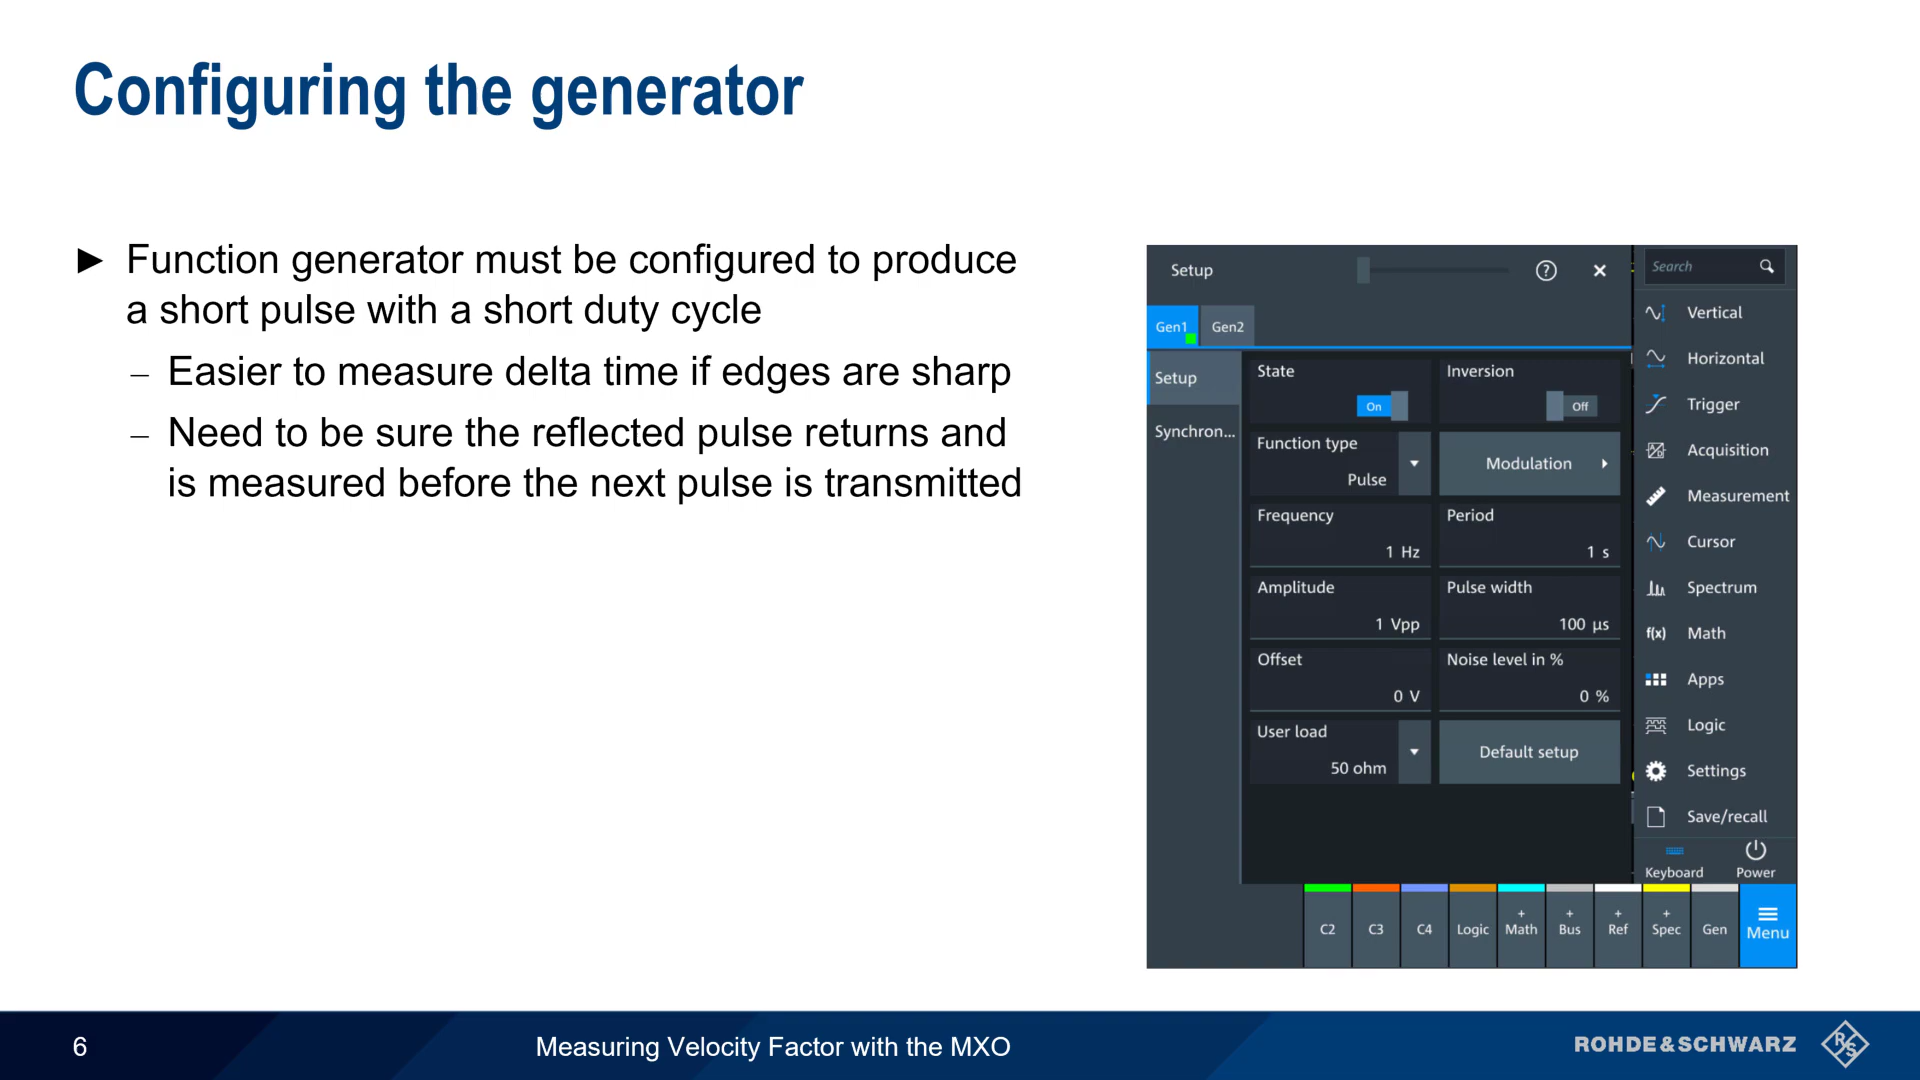 Configuring the generator
► Function generator must be configured to produce
a short pulse with a short duty cycle
– Easier to measure delta time if edges are sharp
– Need to be sure the reflected pulse returns and
is measured before the next pulse is transmitted
Setup
?
Gen1 Gen2
Setup
Synchron...
State
On
Inversion
Off
Function type
Pulse
Modulation
Frequency
1 Hz
Period
1 s
Amplitude
1 Vpp
Pulse width
100 µs
Offset
0 V
Noise level in %
0 %
User load
50 ohm
Default setup
Search
Vertical
Horizontal
Trigger
Acquisition
Measurement
Cursor
Spectrum
f(x) Math
Apps
Logic
Settings
Save/recall
Keyboard Power
C2
C3
C4
Logic
+
Math
+
Bus
+
Ref
+
Spec
Gen
Menu
6
Measuring Velocity Factor with the MXO
ROHDE&SCHWARZ
R&S